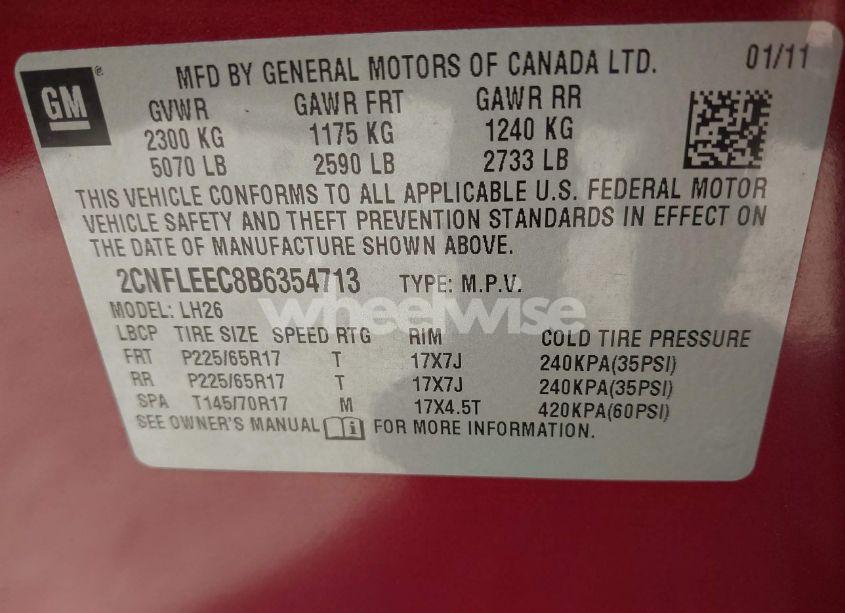 GM
MFD BY GENERAL MOTORS OF CANADA LTD. 01/11
GVWR GAWR FRT GAWR RR
2300 KG 1175 KG 1240 KG
5070 LB 2590 LB 2733 LB
THIS VEHICLE CONFORMS TO ALL APPLICABLE U.S. FEDERAL MOTOR
VEHICLE SAFETY AND THEFT PREVENTION STANDARDS IN EFFECT ON
THE DATE OF MANUFACTURE SHOWN ABOVE.
2CNFLEEC8B6354713 TYPE: M.P.V.
MODEL: LH26
wheelwise
LBCP TIRE SIZE SPEED RTG RIM COLD TIRE PRESSURE
FRT P225/65R17 T 17X7J 240KPA(35PSI)
RR P225/65R17 T 17X7J 240KPA(35PSI)
SPA T145/70R17 M 17X4.5T 420KPA(60PSI)
SEE OWNER'S MANUAL FOR MORE INFORMATION.